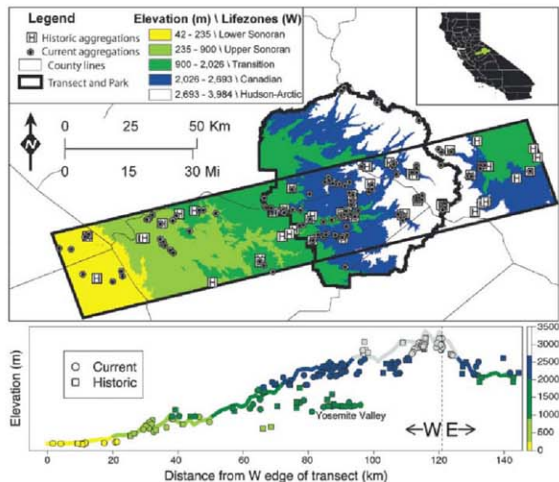 Legend
Historic aggregations
Current aggregations
County lines
Transect and Park
Elevation (m) \ Lifezones (W)
42 - 235 \ Lower Sonoran
235 - 900 \ Upper Sonoran
900 - 2,026 \ Transition
2,026 - 2,693 \ Canadian
2,693 - 3,984 \ Hudson-Arctic
N
0 25 50 Km
0 15 30 Mi
Elevation (m)
Current
Historic
Yosemite Valley
W E
3500
3000
2500
2000
1500
1000
500
0
0 20 40 60 80 100 120 140
Distance from W edge of transect (km)